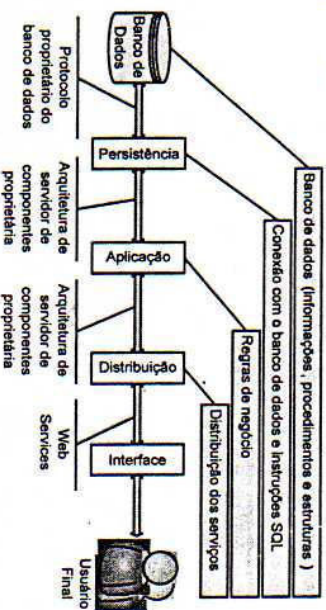 Banco de dados (Informações, procedimentos e estruturas)
Conexão com o banco de dados e Instruções SQL
Regras de negócio
Distribuição dos serviços
Banco de
Dados
Persistência
Aplicação
Distribuição
Interface
Usuário
Final
Protocolo
proprietário do
banco de dados
Arquitetura de
servidor de
componentes
proprietária
Arquitetura de
servidor de
componentes
proprietária
Web
Services